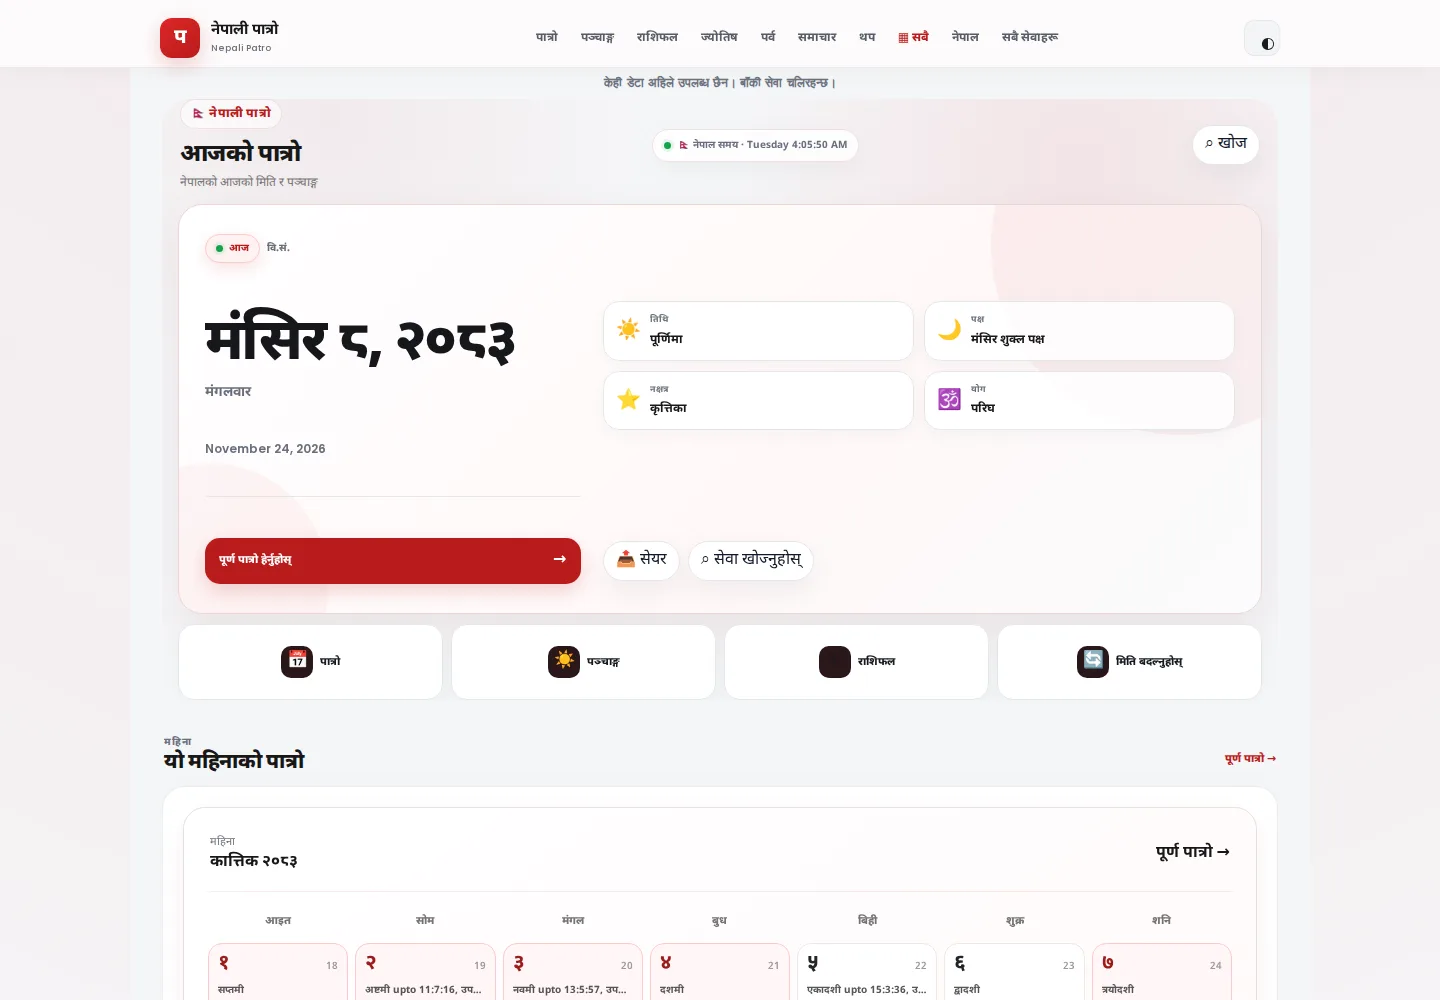 प
नेपाली पात्रो
Nepali Patro
पात्रो पञ्चाङ्ग राशिफल ज्योतिष पर्व समाचार थप ▦ सबै नेपाल सबै सेवाहरू
केही डेटा अहिले उपलब्ध छैन। बाँकी सेवा चलिरहन्छ।
नेपाली पात्रो
आजको पात्रो
नेपालको आजको मिति र पञ्चाङ्ग
नेपाल समय · Tuesday 4:05:50 AM
⌕ खोज
आज वि.सं.
मंसिर ८, २०८३
मंगलवार
November 24, 2026
तिथि
पूर्णिमा
पक्ष
मंसिर शुक्ल पक्ष
नक्षत्र
कृत्तिका
योग
परिघ
पूर्ण पात्रो हेर्नुहोस् →
सेयर
⌕ सेवा खोज्नुहोस्
पात्रो
पञ्चाङ्ग
राशिफल
मिति बदल्नुहोस्
महिना
यो महिनाको पात्रो
पूर्ण पात्रो →
महिना
कात्तिक २०८३
पूर्ण पात्रो →
आइत सोम मंगल बुध बिही शुक्र शनि
१ 18 २ 19 ३ 20 ४ 21 ५ 22 ६ 23 ७ 24
सप्तमी अष्टमी upto 11:7:16, उप... नवमी upto 13:5:57, उप... दशमी एकादशी upto 15:3:36, उ... द्वादशी त्रयोदशी